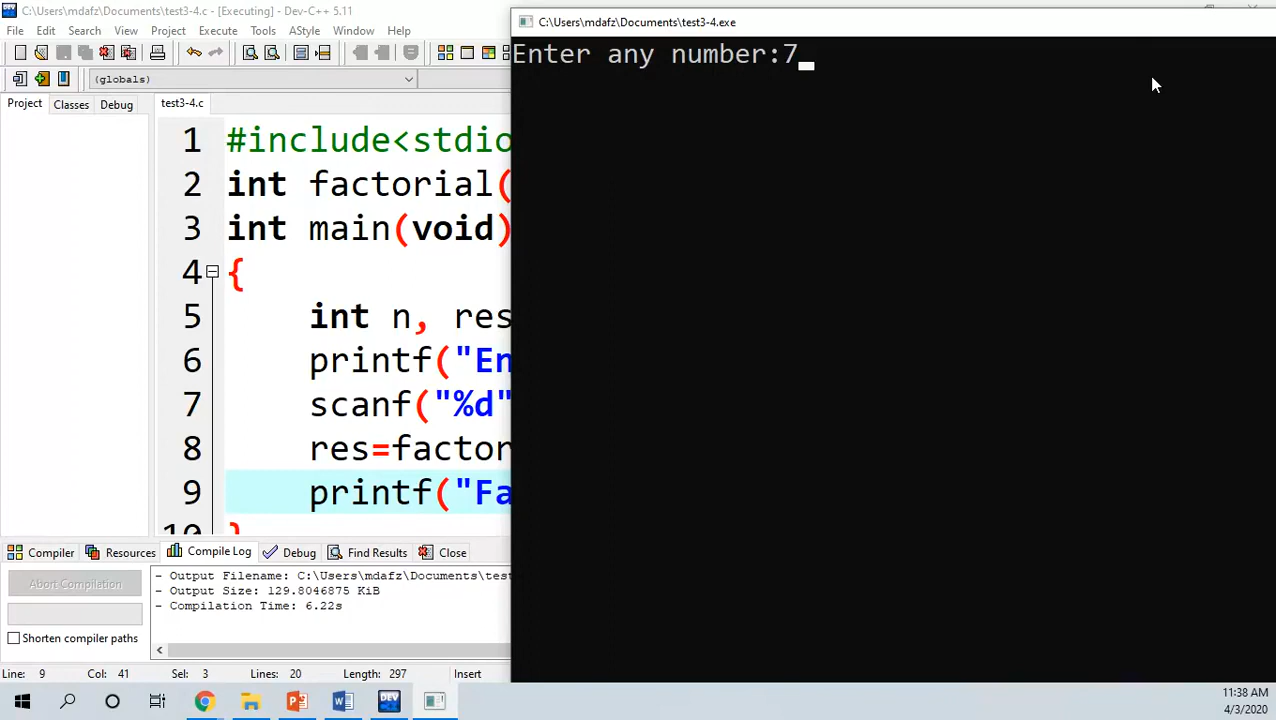 C:\Users\mdafz\Documents\test3-4.c - [Executing] - Dev-C++ 5.11
File Edit Search View Project Execute Tools AStyle Window Help
(globals)
Project Classes Debug
test3-4.c
1 #include<stdio
2 int factorial(
3 int main(void)
4 {
5 int n, res
6 printf("En
7 scanf("%d"
8 res=factor
9 printf("Fa
10 }
Compiler Resources Compile Log Debug Find Results Close
Abort Compilation
Shorten compiler paths
- Output Filename: C:\Users\mdafz\Documents\tes
- Output Size: 129.8046875 KiB
- Compilation Time: 6.22s
Line: 9 Col: 41 Sel: 3 Lines: 20 Length: 297 Insert
C:\Users\mdafz\Documents\test3-4.exe
Enter any number:7
DEV
11:38 AM
4/3/2020